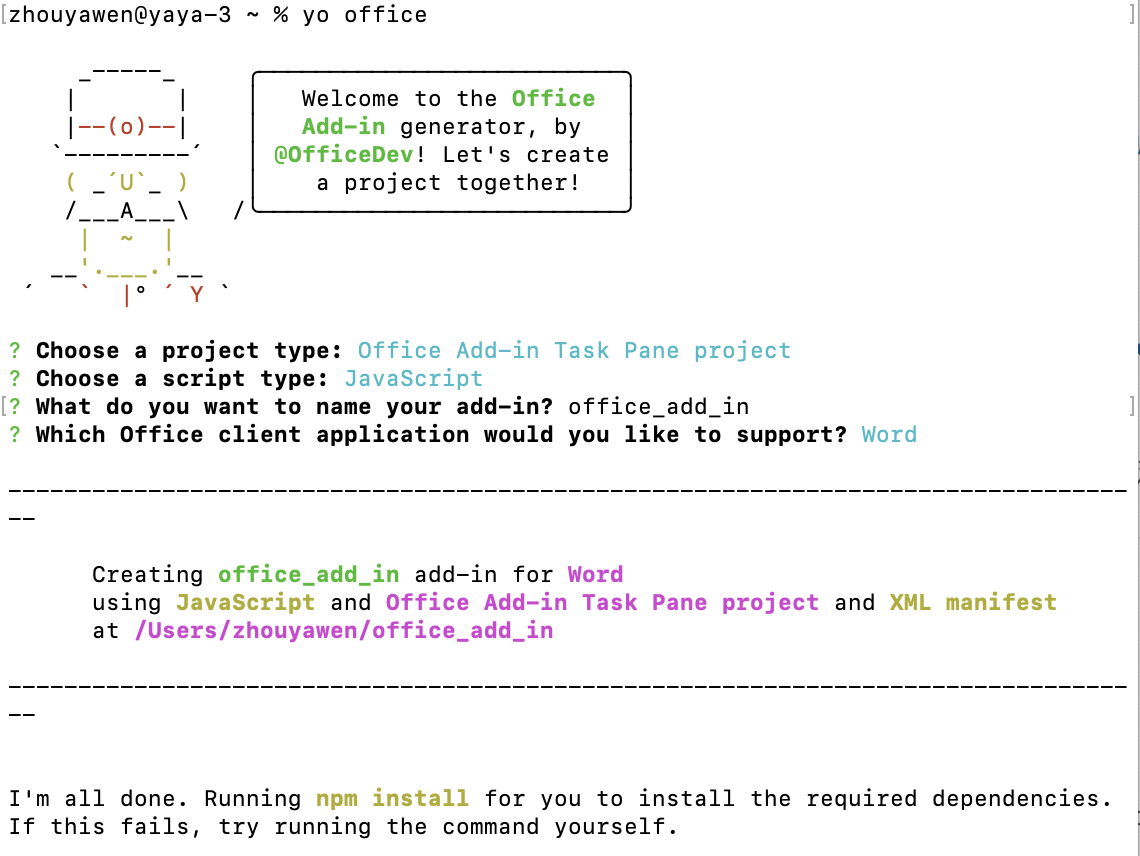 [zhouyawen@yaya-3 ~ % yo office ]
     _-----_     ╭──────────────────────────╮
    |       |    │   Welcome to the Office  │
    |--(o)--|    │   Add-in generator, by   │
   `---------´   │ @OfficeDev! Let's create │
    ( _´U`_ )    │    a project together!   │
    /___A___\   /╰──────────────────────────╯
     |  ~  |
   __'.___.'__
 ´   `  |° ´ Y `
? Choose a project type: Office Add-in Task Pane project
? Choose a script type: JavaScript
[? What do you want to name your add-in? office_add_in ]
? Which Office client application would you like to support? Word
--------------------------------------------------------------------------------
--
      Creating office_add_in add-in for Word
      using JavaScript and Office Add-in Task Pane project and XML manifest
      at /Users/zhouyawen/office_add_in
--------------------------------------------------------------------------------
--
I'm all done. Running npm install for you to install the required dependencies.
If this fails, try running the command yourself.